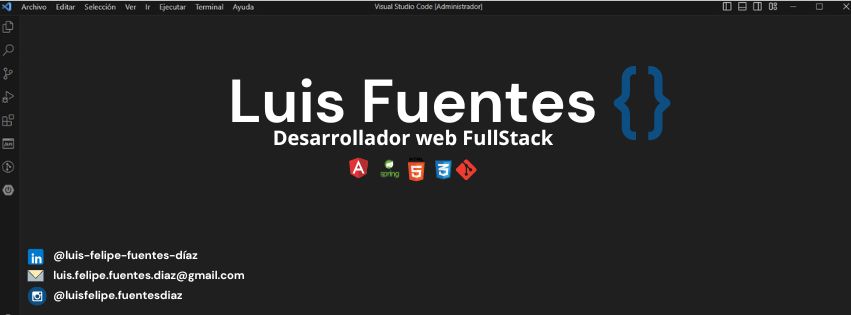 Archivo Editar Selección Ver Ir Ejecutar Terminal Ayuda Visual Studio Code [Administrador]
Luis Fuentes {}
Desarrollador web FullStack
spring
HTML
5
3
in @luis-felipe-fuentes-díaz
luis.felipe.fuentes.diaz@gmail.com
@luisfelipe.fuentesdiaz